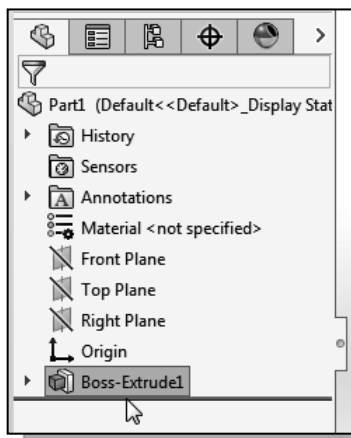 Part1 (Default<<Default>_Display Stat
History
Sensors
Annotations
Material <not specified>
Front Plane
Top Plane
Right Plane
Origin
Boss-Extrude1